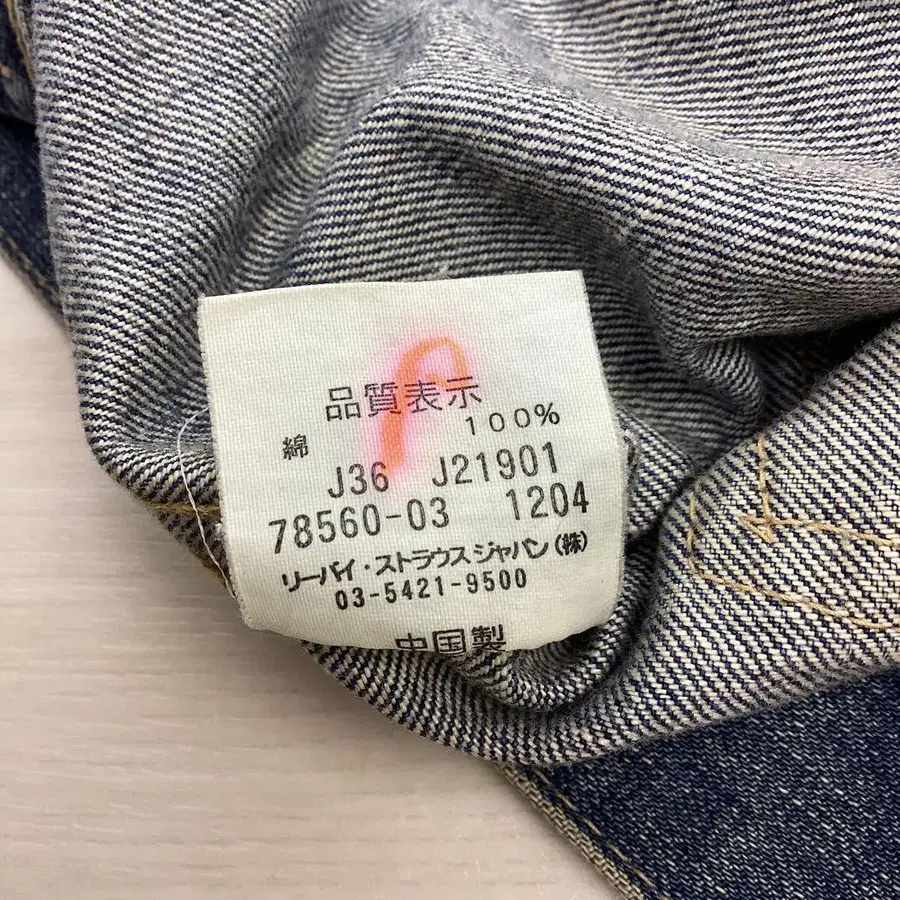 品質表示
綿 100%
J36 J21901
78560-03 1204
リーバイ・ストラウスジャパン(株)
03-5421-9500
中国製